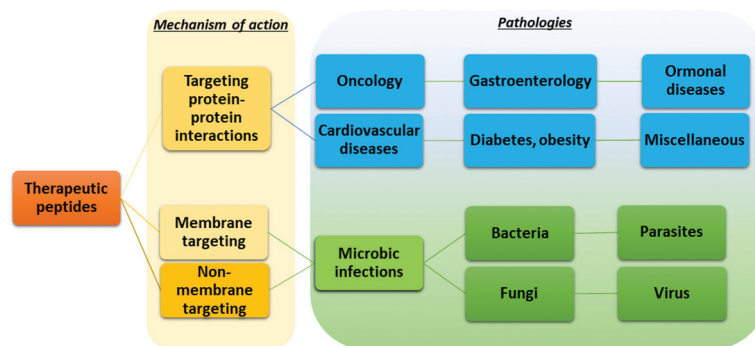 Mechanism of action
Pathologies
Targeting
protein-
protein
interactions
Oncology
Gastroenterology
Ormonal
diseases
Cardiovascular
diseases
Diabetes, obesity
Miscellaneous
Therapeutic
peptides
Membrane
targeting
Non-
membrane
targeting
Microbic
infections
Bacteria
Parasites
Fungi
Virus